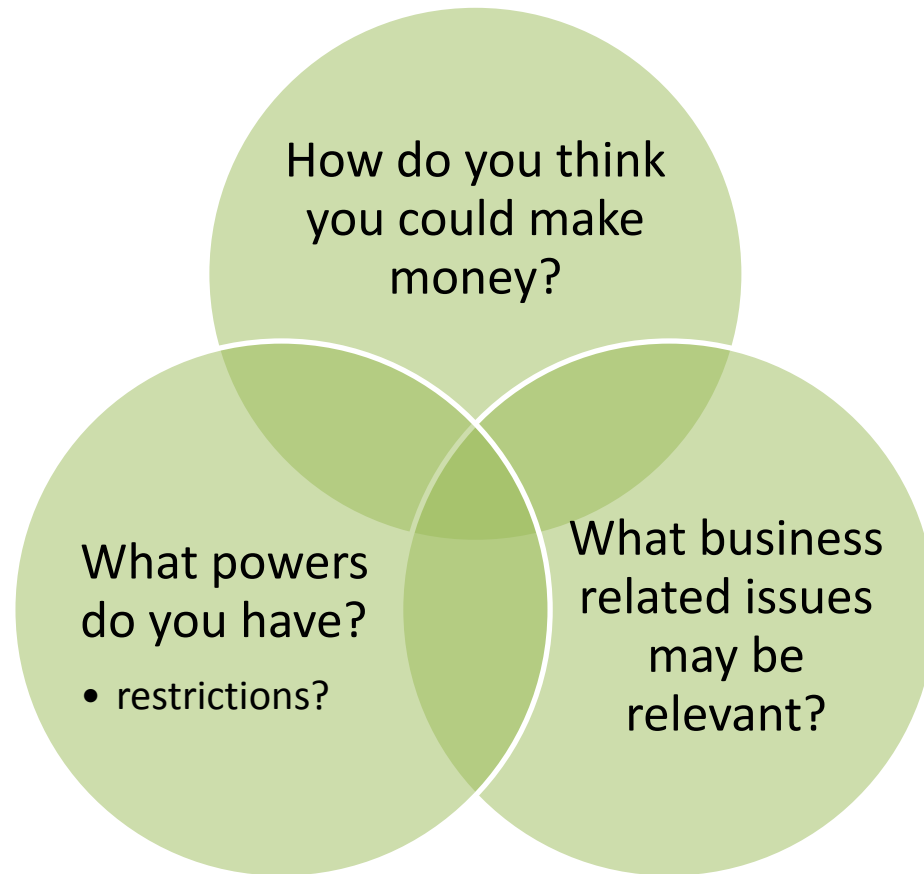 How do you think
you could make
money?
What powers
do you have?
• restrictions?
What business
related issues
may be
relevant?